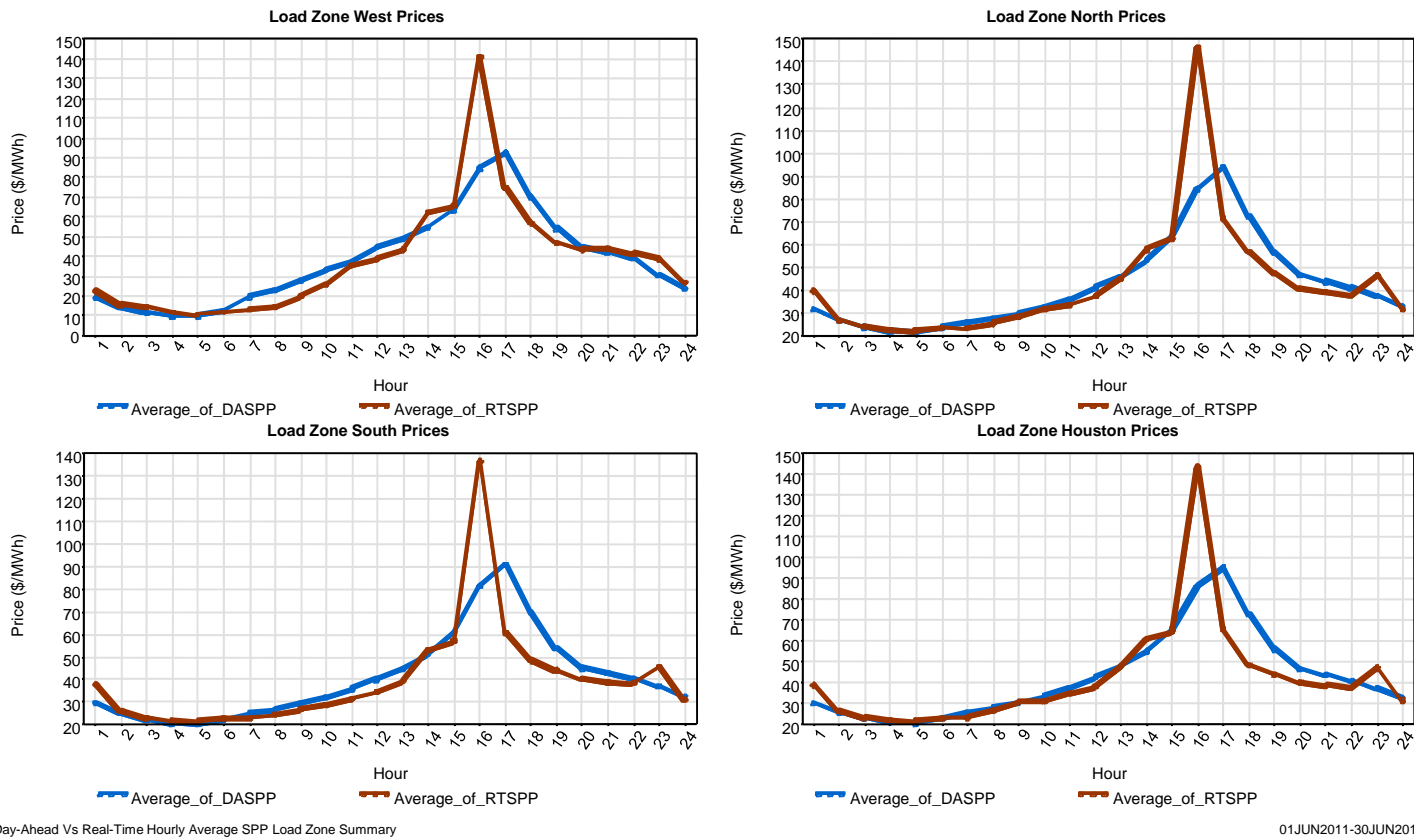 Load Zone West Prices
Price ($/MWh)
150
140
130
120
110
100
90
80
70
60
50
40
30
20
10
0
1 2 3 4 5 6 7 8 9 10 11 12 13 14 15 16 17 18 19 20 21 22 23 24
Hour
Average_of_DASPP Average_of_RTSPP
Load Zone North Prices
Price ($/MWh)
150
140
130
120
110
100
90
80
70
60
50
40
30
20
1 2 3 4 5 6 7 8 9 10 11 12 13 14 15 16 17 18 19 20 21 22 23 24
Hour
Average_of_DASPP Average_of_RTSPP
Load Zone South Prices
Price ($/MWh)
140
130
120
110
100
90
80
70
60
50
40
30
20
1 2 3 4 5 6 7 8 9 10 11 12 13 14 15 16 17 18 19 20 21 22 23 24
Hour
Average_of_DASPP Average_of_RTSPP
Load Zone Houston Prices
Price ($/MWh)
150
140
130
120
110
100
90
80
70
60
50
40
30
20
1 2 3 4 5 6 7 8 9 10 11 12 13 14 15 16 17 18 19 20 21 22 23 24
Hour
Average_of_DASPP Average_of_RTSPP
Day-Ahead Vs Real-Time Hourly Average SPP Load Zone Summary
01JUN2011-30JUN201